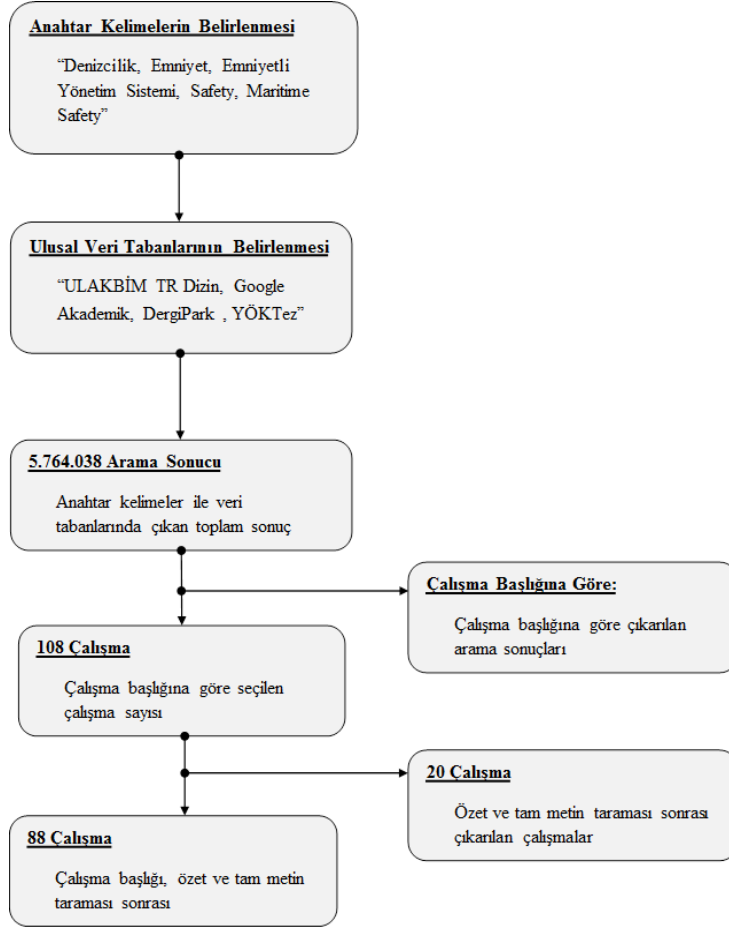 Anahtar Kelimelerin Belirlenmesi
“Denizcilik, Emniyet, Emniyetli
Yönetim Sistemi, Safety, Maritime
Safety”
Ulusal Veri Tabanlarının Belirlenmesi
“ULAKBİM TR Dizin, Google
Akademik, DergiPark , YÖKTez”
5.764.038 Arama Sonucu
Anahtar kelimeler ile veri
tabanlarında çıkan toplam sonuç
Çalışma Başlığına Göre:
Çalışma başlığına göre çıkarılan
arama sonuçları
108 Çalışma
Çalışma başlığına göre seçilen
çalışma sayısı
20 Çalışma
Özet ve tam metin taraması sonrası
çıkarılan çalışmalar
88 Çalışma
Çalışma başlığı, özet ve tam metin
taraması sonrası